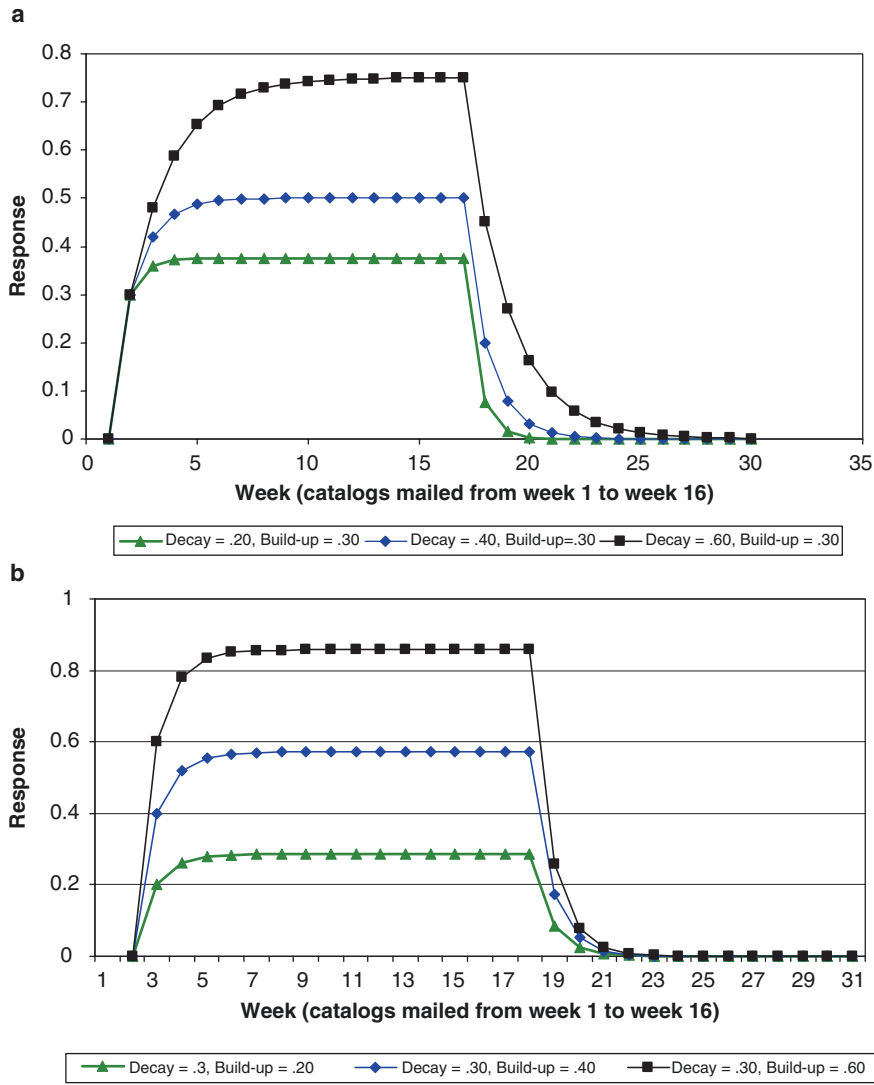 a
0.8
0.7
0.6
0.5
0.4
0.3
0.2
0.1
0
Response
0 5 10 15 20 25 30 35
Week (catalogs mailed from week 1 to week 16)
Decay = .20, Build-up = .30 Decay = .40, Build-up=.30 Decay = .60, Build-up = .30
b
1
0.8
0.6
0.4
0.2
0
Response
1 3 5 7 9 11 13 15 17 19 21 23 25 27 29 31
Week (catalogs mailed from week 1 to week 16)
Decay = .3, Build-up = .20 Decay = .30, Build-up = .40 Decay = .30, Build-up = .60